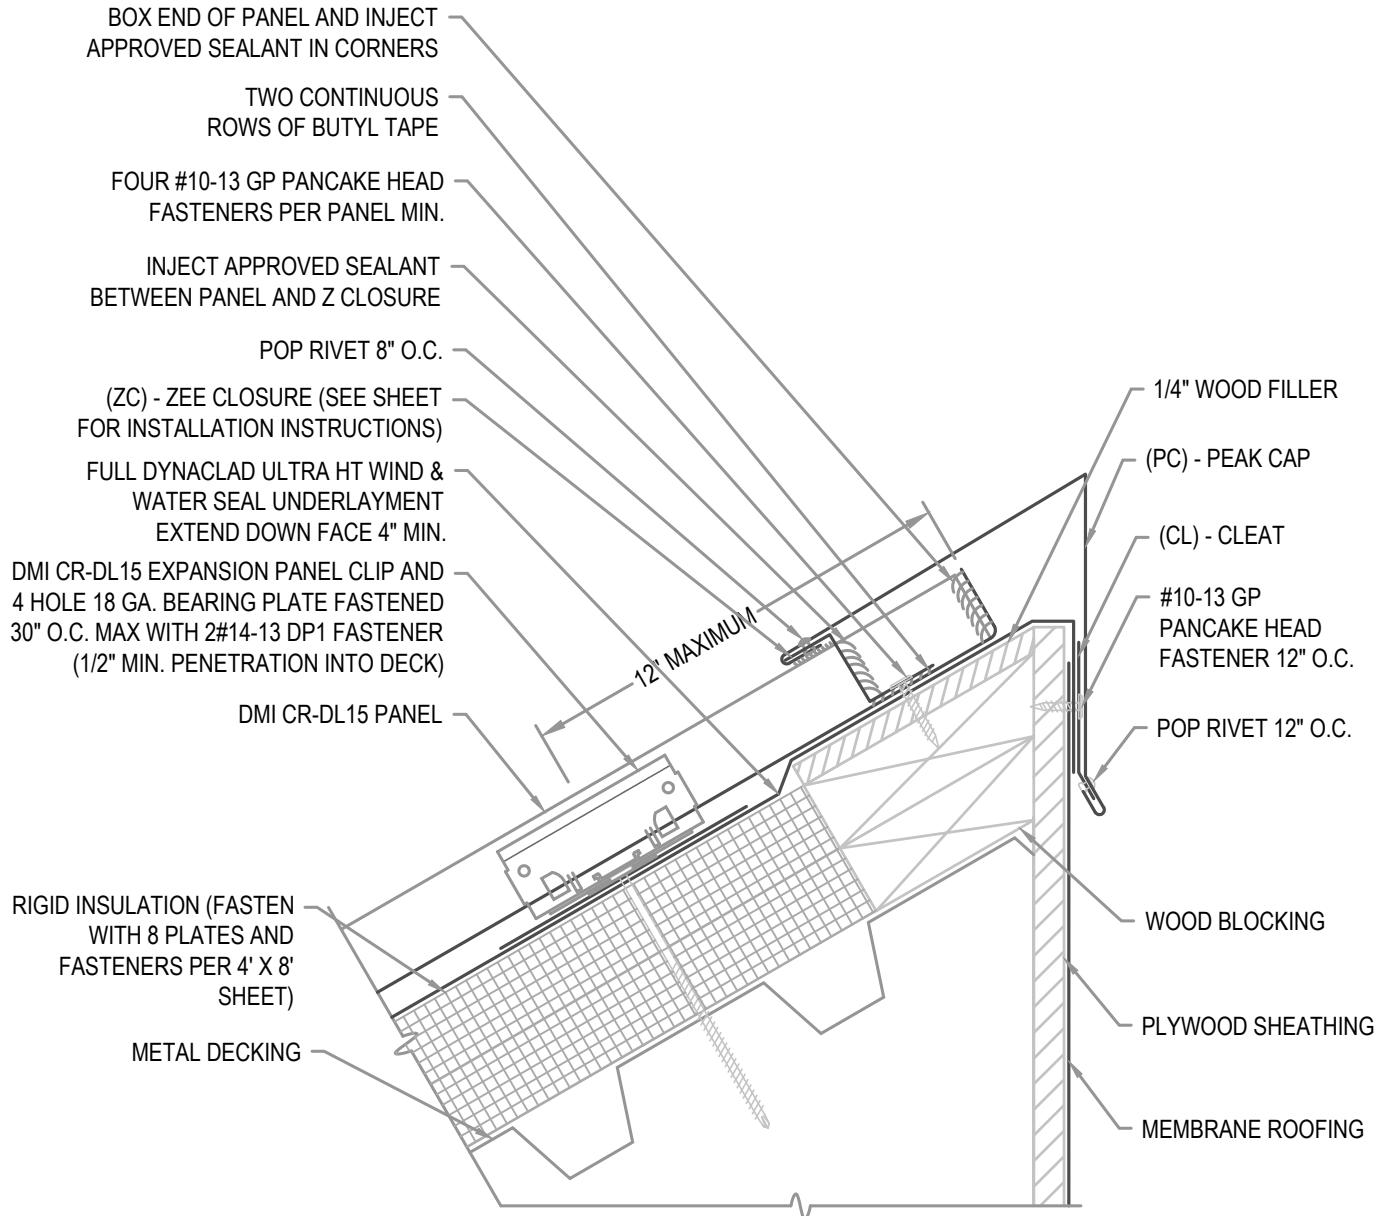 BOX END OF PANEL AND INJECT
APPROVED SEALANT IN CORNERS
TWO CONTINUOUS
ROWS OF BUTYL TAPE
FOUR #10-13 GP PANCAKE HEAD
FASTENERS PER PANEL MIN.
INJECT APPROVED SEALANT
BETWEEN PANEL AND Z CLOSURE
POP RIVET 8" O.C.
(ZC) - ZEE CLOSURE (SEE SHEET
FOR INSTALLATION INSTRUCTIONS)
FULL DYNACLAD ULTRA HT WIND &
WATER SEAL UNDERLAYMENT
EXTEND DOWN FACE 4" MIN.
DMI CR-DL15 EXPANSION PANEL CLIP AND
4 HOLE 18 GA. BEARING PLATE FASTENED
30" O.C. MAX WITH 2#14-13 DP1 FASTENER
(1/2" MIN. PENETRATION INTO DECK)
DMI CR-DL15 PANEL
RIGID INSULATION (FASTEN
WITH 8 PLATES AND
FASTENERS PER 4' X 8'
SHEET)
METAL DECKING
12" MAXIMUM
1/4" WOOD FILLER
(PC) - PEAK CAP
(CL) - CLEAT
#10-13 GP
PANCAKE HEAD
FASTENER 12" O.C.
POP RIVET 12" O.C.
WOOD BLOCKING
PLYWOOD SHEATHING
MEMBRANE ROOFING